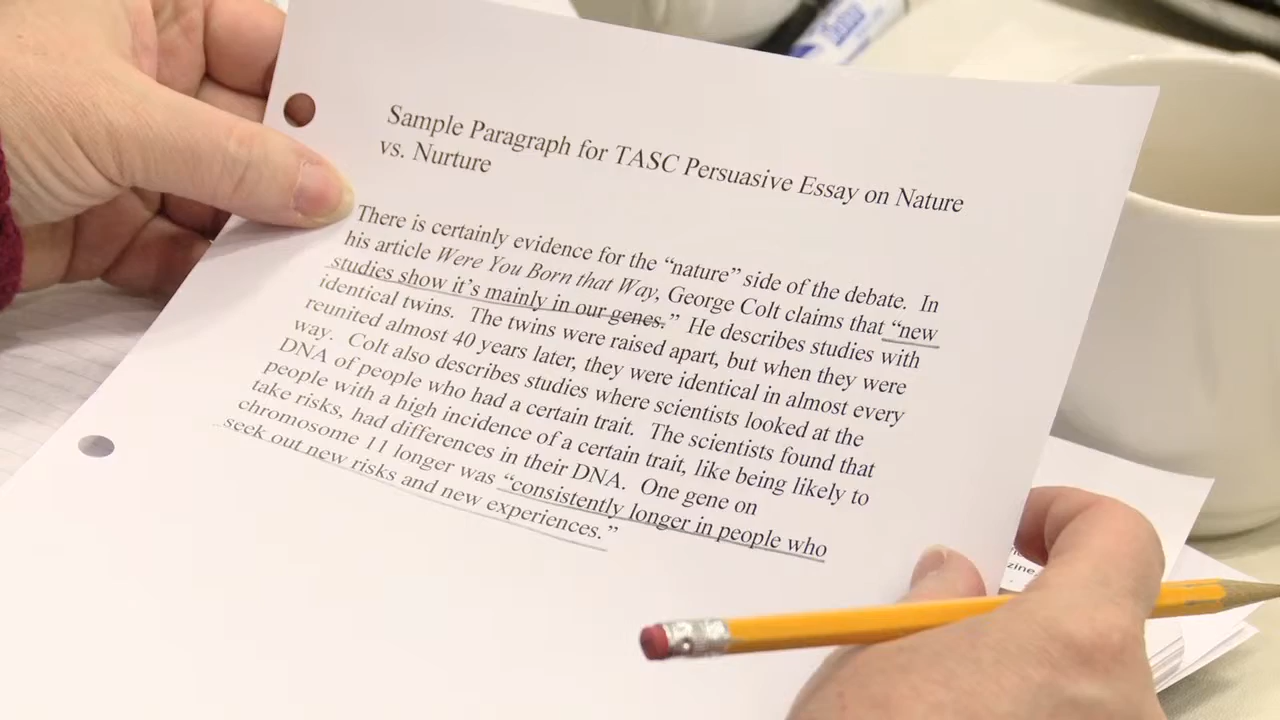 Sample Paragraph for TASC Persuasive Essay on Nature
vs. Nurture
There is certainly evidence for the “nature” side of the debate.  In
his article Were You Born that Way, George Colt claims that “new
studies show it’s mainly in our genes.”  He describes studies with
identical twins.  The twins were raised apart, but when they were
reunited almost 40 years later, they were identical in almost every
way.  Colt also describes studies where scientists looked at the
DNA of people who had a certain trait.  The scientists found that
people with a high incidence of a certain trait, like being likely to
take risks, had differences in their DNA.  One gene on
chromosome 11 longer was “consistently longer in people who
seek out new risks and new experiences.”
zine,